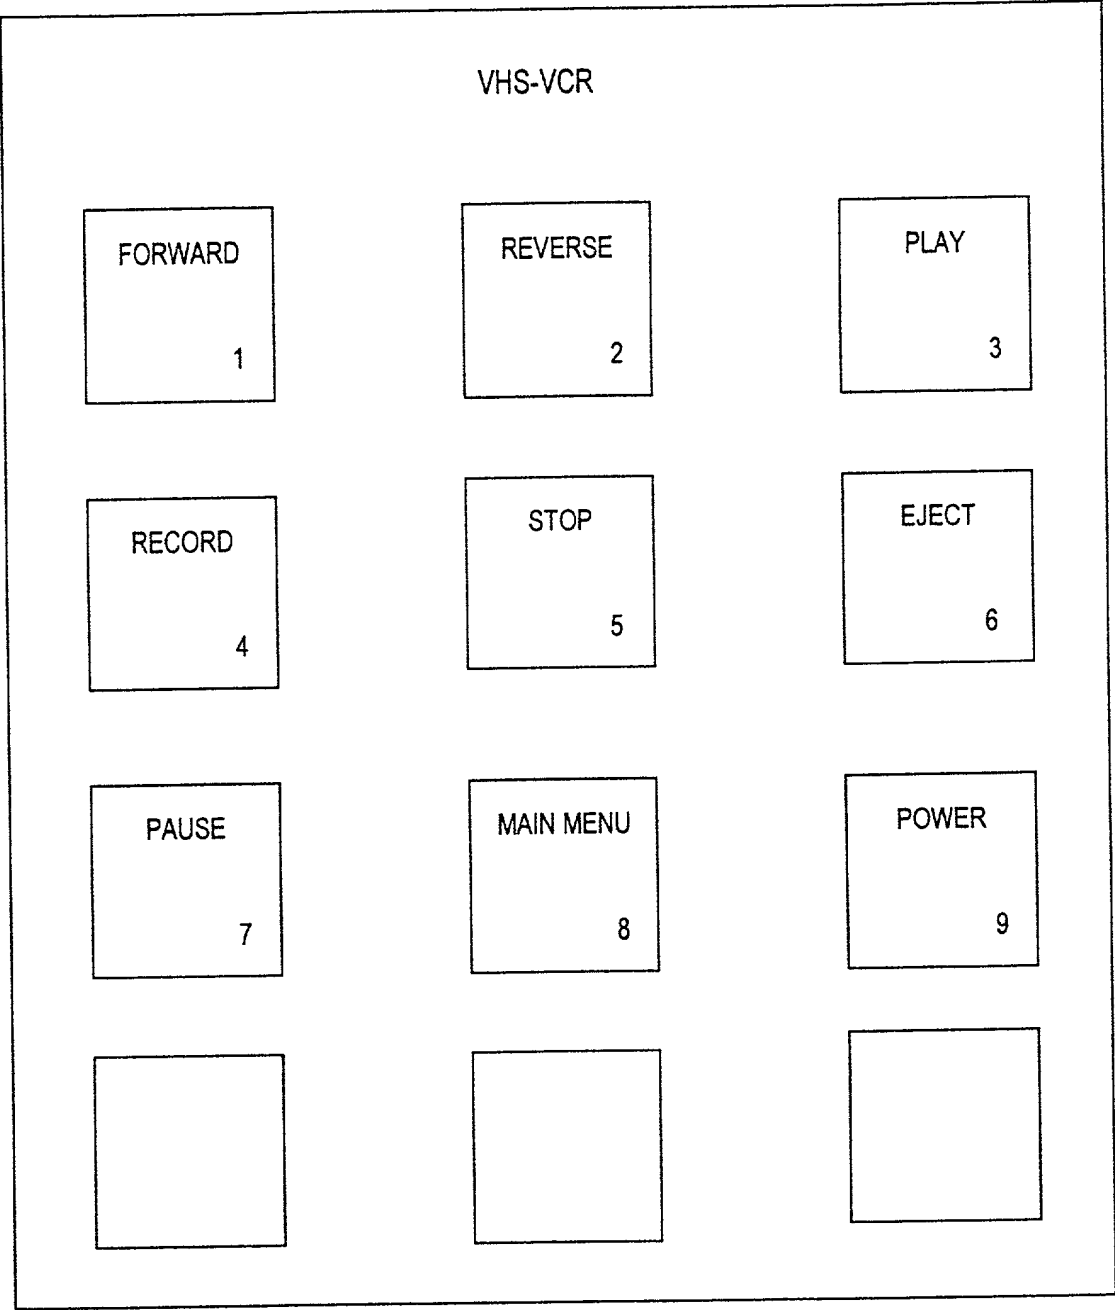 VHS-VCR
FORWARD
1
REVERSE
2
PLAY
3
RECORD
4
STOP
5
EJECT
6
PAUSE
7
MAIN MENU
8
POWER
9